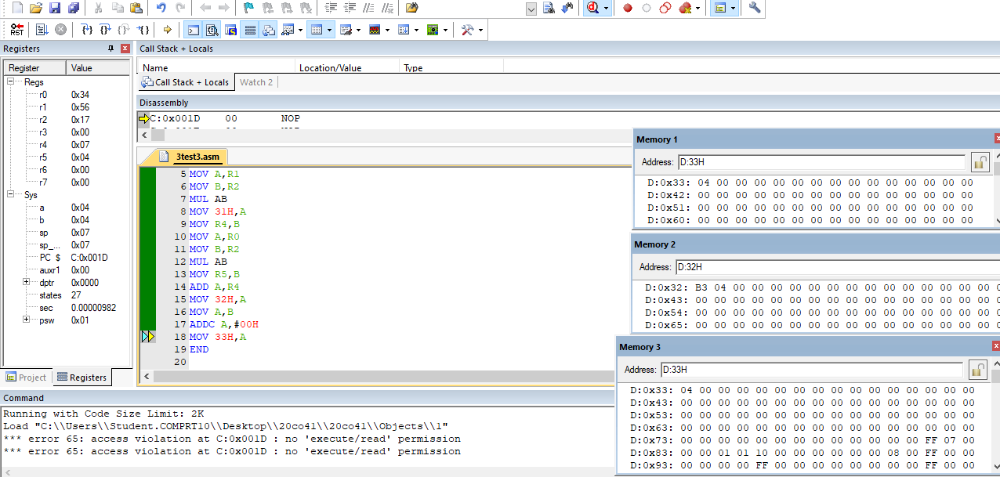 RST {} {} {} {}
Registers
Register Value
Regs
r0 0x34
r1 0x56
r2 0x17
r3 0x00
r4 0x07
r5 0x04
r6 0x00
r7 0x00
Sys
a 0x04
b 0x04
sp 0x07
sp_... 0x07
PC $ C:0x001D
auxr1 0x00
dptr 0x0000
states 27
sec 0.00000982
psw 0x01
Project Registers
Call Stack + Locals
Name Location/Value Type
Call Stack + Locals Watch 2
Disassembly
C:0x001D 00 NOP
3test3.asm
5 MOV A,R1
6 MOV B,R2
7 MUL AB
8 MOV 31H,A
9 MOV R4,B
10 MOV A,R0
11 MOV B,R2
12 MUL AB
13 MOV R5,B
14 ADD A,R4
15 MOV 32H,A
16 MOV A,B
17 ADDC A,#00H
18 MOV 33H,A
19 END
20
Memory 1
Address: D:33H
D:0x33: 04 00 00 00 00 00 00 00 00 00 00 00 00 00 00
D:0x42: 00 00 00 00 00 00 00 00 00 00 00 00 00 00 00
D:0x51: 00 00 00 00 00 00 00 00 00 00 00 00 00 00 00
D:0x60: 00 00 00 00 00 00 00 00 00 00 00 00 00 00 00
Memory 2
Address: D:32H
D:0x32: B3 04 00 00 00 00 00 00 00 00 00 00 00 00 00 00
D:0x43: 00 00 00 00 00 00 00 00 00 00 00 00 00 00 00 00
D:0x54: 00 00 00 00 00 00 00 00 00 00 00 00 00 00 00 00
D:0x65: 00 00 00 00 00 00 00 00 00 00 00 00 00 00 00 00
Memory 3
Address: D:33H
D:0x33: 04 00 00 00 00 00 00 00 00 00 00 00 00 00 00 00
D:0x43: 00 00 00 00 00 00 00 00 00 00 00 00 00 00 00 00
D:0x53: 00 00 00 00 00 00 00 00 00 00 00 00 00 00 00 00
D:0x63: 00 00 00 00 00 00 00 00 00 00 00 00 00 00 00 00
D:0x73: 00 00 00 00 00 00 00 00 00 00 00 00 00 FF 07 00
D:0x83: 00 00 01 01 10 00 00 00 00 00 00 08 00 FF 00 00
D:0x93: 00 00 00 00 FF 00 00 00 00 00 00 00 00 FF 00 00
Command
Running with Code Size Limit: 2K
Load "C:\\Users\\Student.COMPRT10\\Desktop\\20co41\\20co41\\Objects\\1"
*** error 65: access violation at C:0x001D : no 'execute/read' permission
*** error 65: access violation at C:0x001D : no 'execute/read' permission